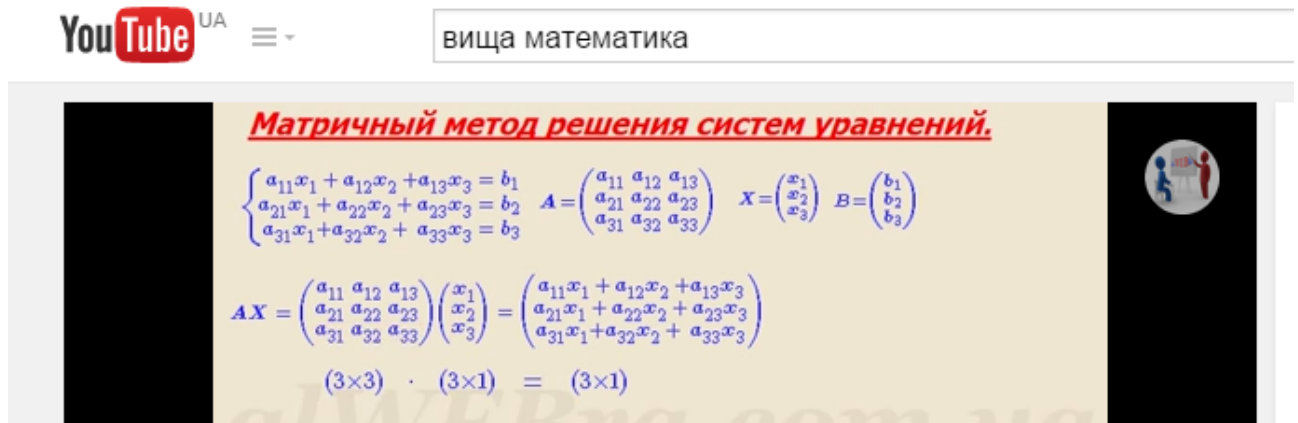 YouTube UA
вища математика
Матричный метод решения систем уравнений.
{a₁₁x₁ + a₁₂x₂ +a₁₃x₃ = b₁
a₂₁x₁ + a₂₂x₂ + a₂₃x₃ = b₂
a₃₁x₁+a₃₂x₂ + a₃₃x₃ = b₃
A=(a₁₁ a₁₂ a₁₃
a₂₁ a₂₂ a₂₃
a₃₁ a₃₂ a₃₃)
X=(x₁
x₂
x₃)
B=(b₁
b₂
b₃)
AX = (a₁₁ a₁₂ a₁₃
a₂₁ a₂₂ a₂₃
a₃₁ a₃₂ a₃₃)
(x₁
x₂
x₃)
= (a₁₁x₁ + a₁₂x₂ +a₁₃x₃
a₂₁x₁ + a₂₂x₂ + a₂₃x₃
a₃₁x₁+a₃₂x₂ + a₃₃x₃)
(3×3) · (3×1) = (3×1)
alWEBra.com.ua